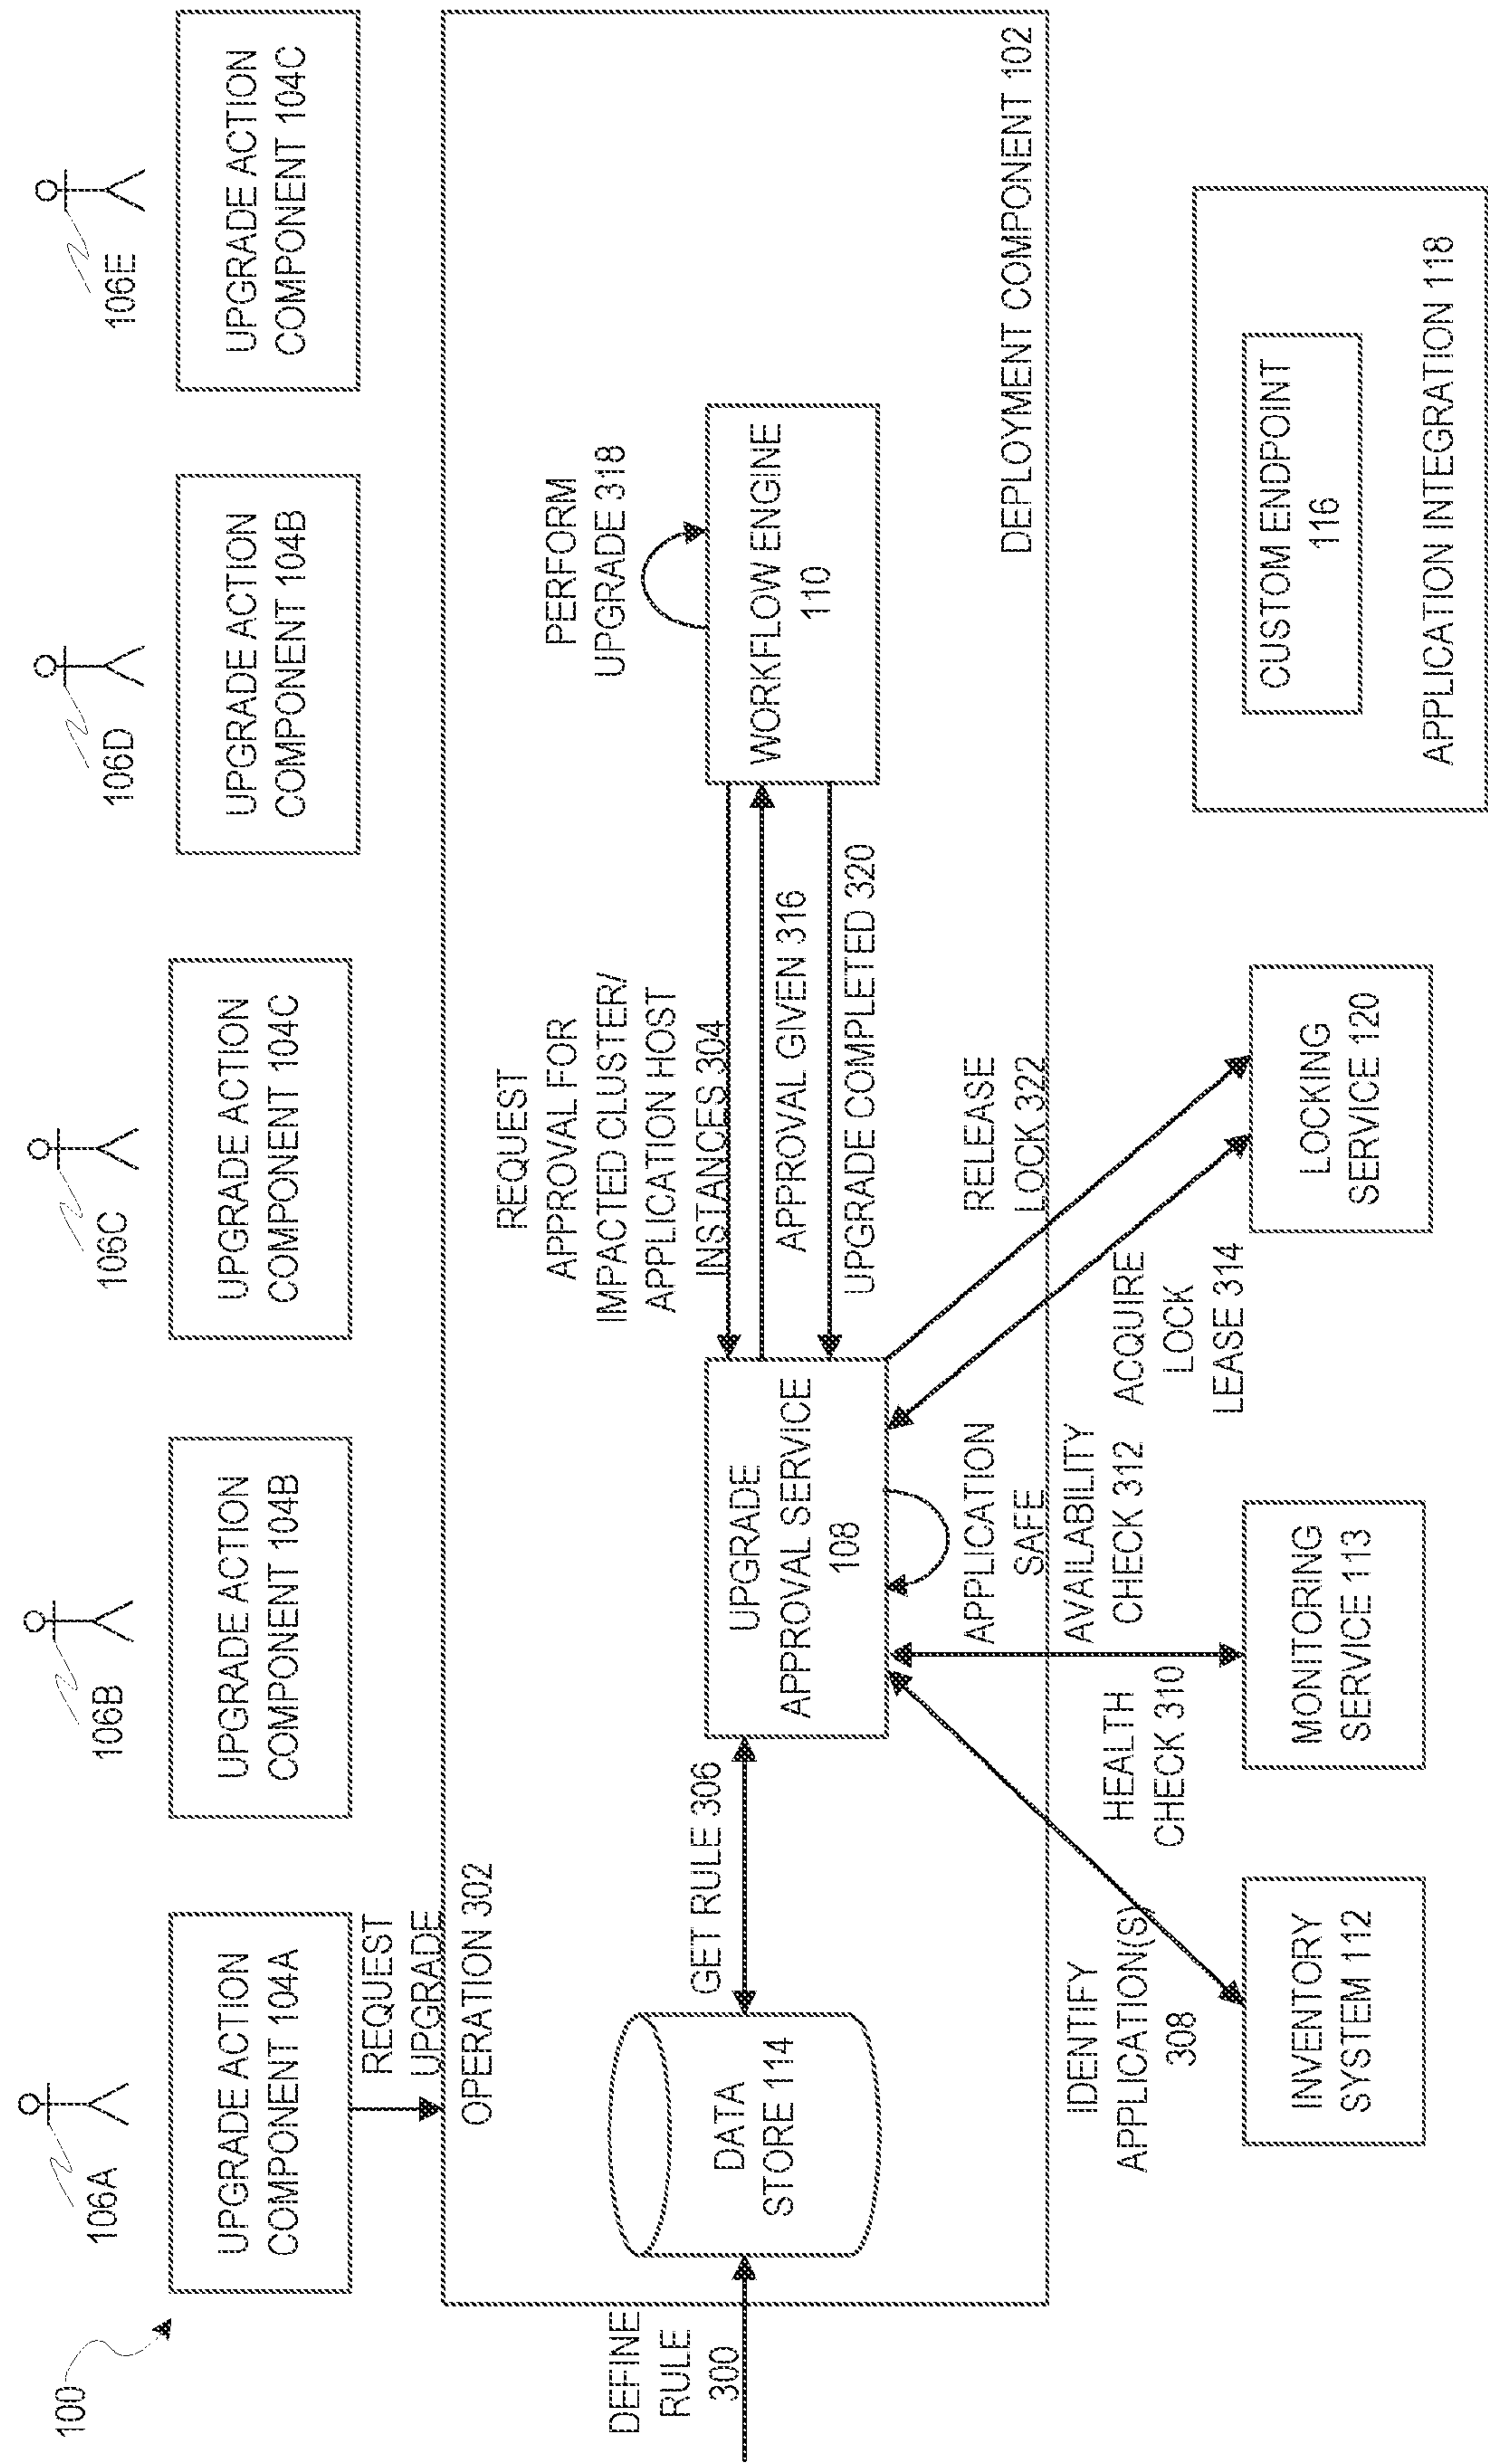 100
106A
106B
106C
106D
106E
UPGRADE ACTION
COMPONENT 104A
UPGRADE ACTION
COMPONENT 104B
UPGRADE ACTION
COMPONENT 104C
UPGRADE ACTION
COMPONENT 104B
UPGRADE ACTION
COMPONENT 104C
REQUEST
UPGRADE
OPERATION 302
DEFINE
RULE
300
DATA
STORE 114
GET RULE 306
UPGRADE
APPROVAL SERVICE
108
REQUEST
APPROVAL FOR
IMPACTED CLUSTER/
APPLICATION HOST
INSTANCES 304
APPROVAL GIVEN 316
UPGRADE COMPLETED 320
PERFORM
UPGRADE 318
WORKFLOW ENGINE
110
DEPLOYMENT COMPONENT 102
IDENTIFY
APPLICATION(S)
308
HEALTH
CHECK 310
APPLICATION
SAFE
AVAILABILITY
CHECK 312
ACQUIRE
LOCK
LEASE 314
RELEASE
LOCK 322
INVENTORY
SYSTEM 112
MONITORING
SERVICE 113
LOCKING
SERVICE 120
CUSTOM ENDPOINT
116
APPLICATION INTEGRATION 118